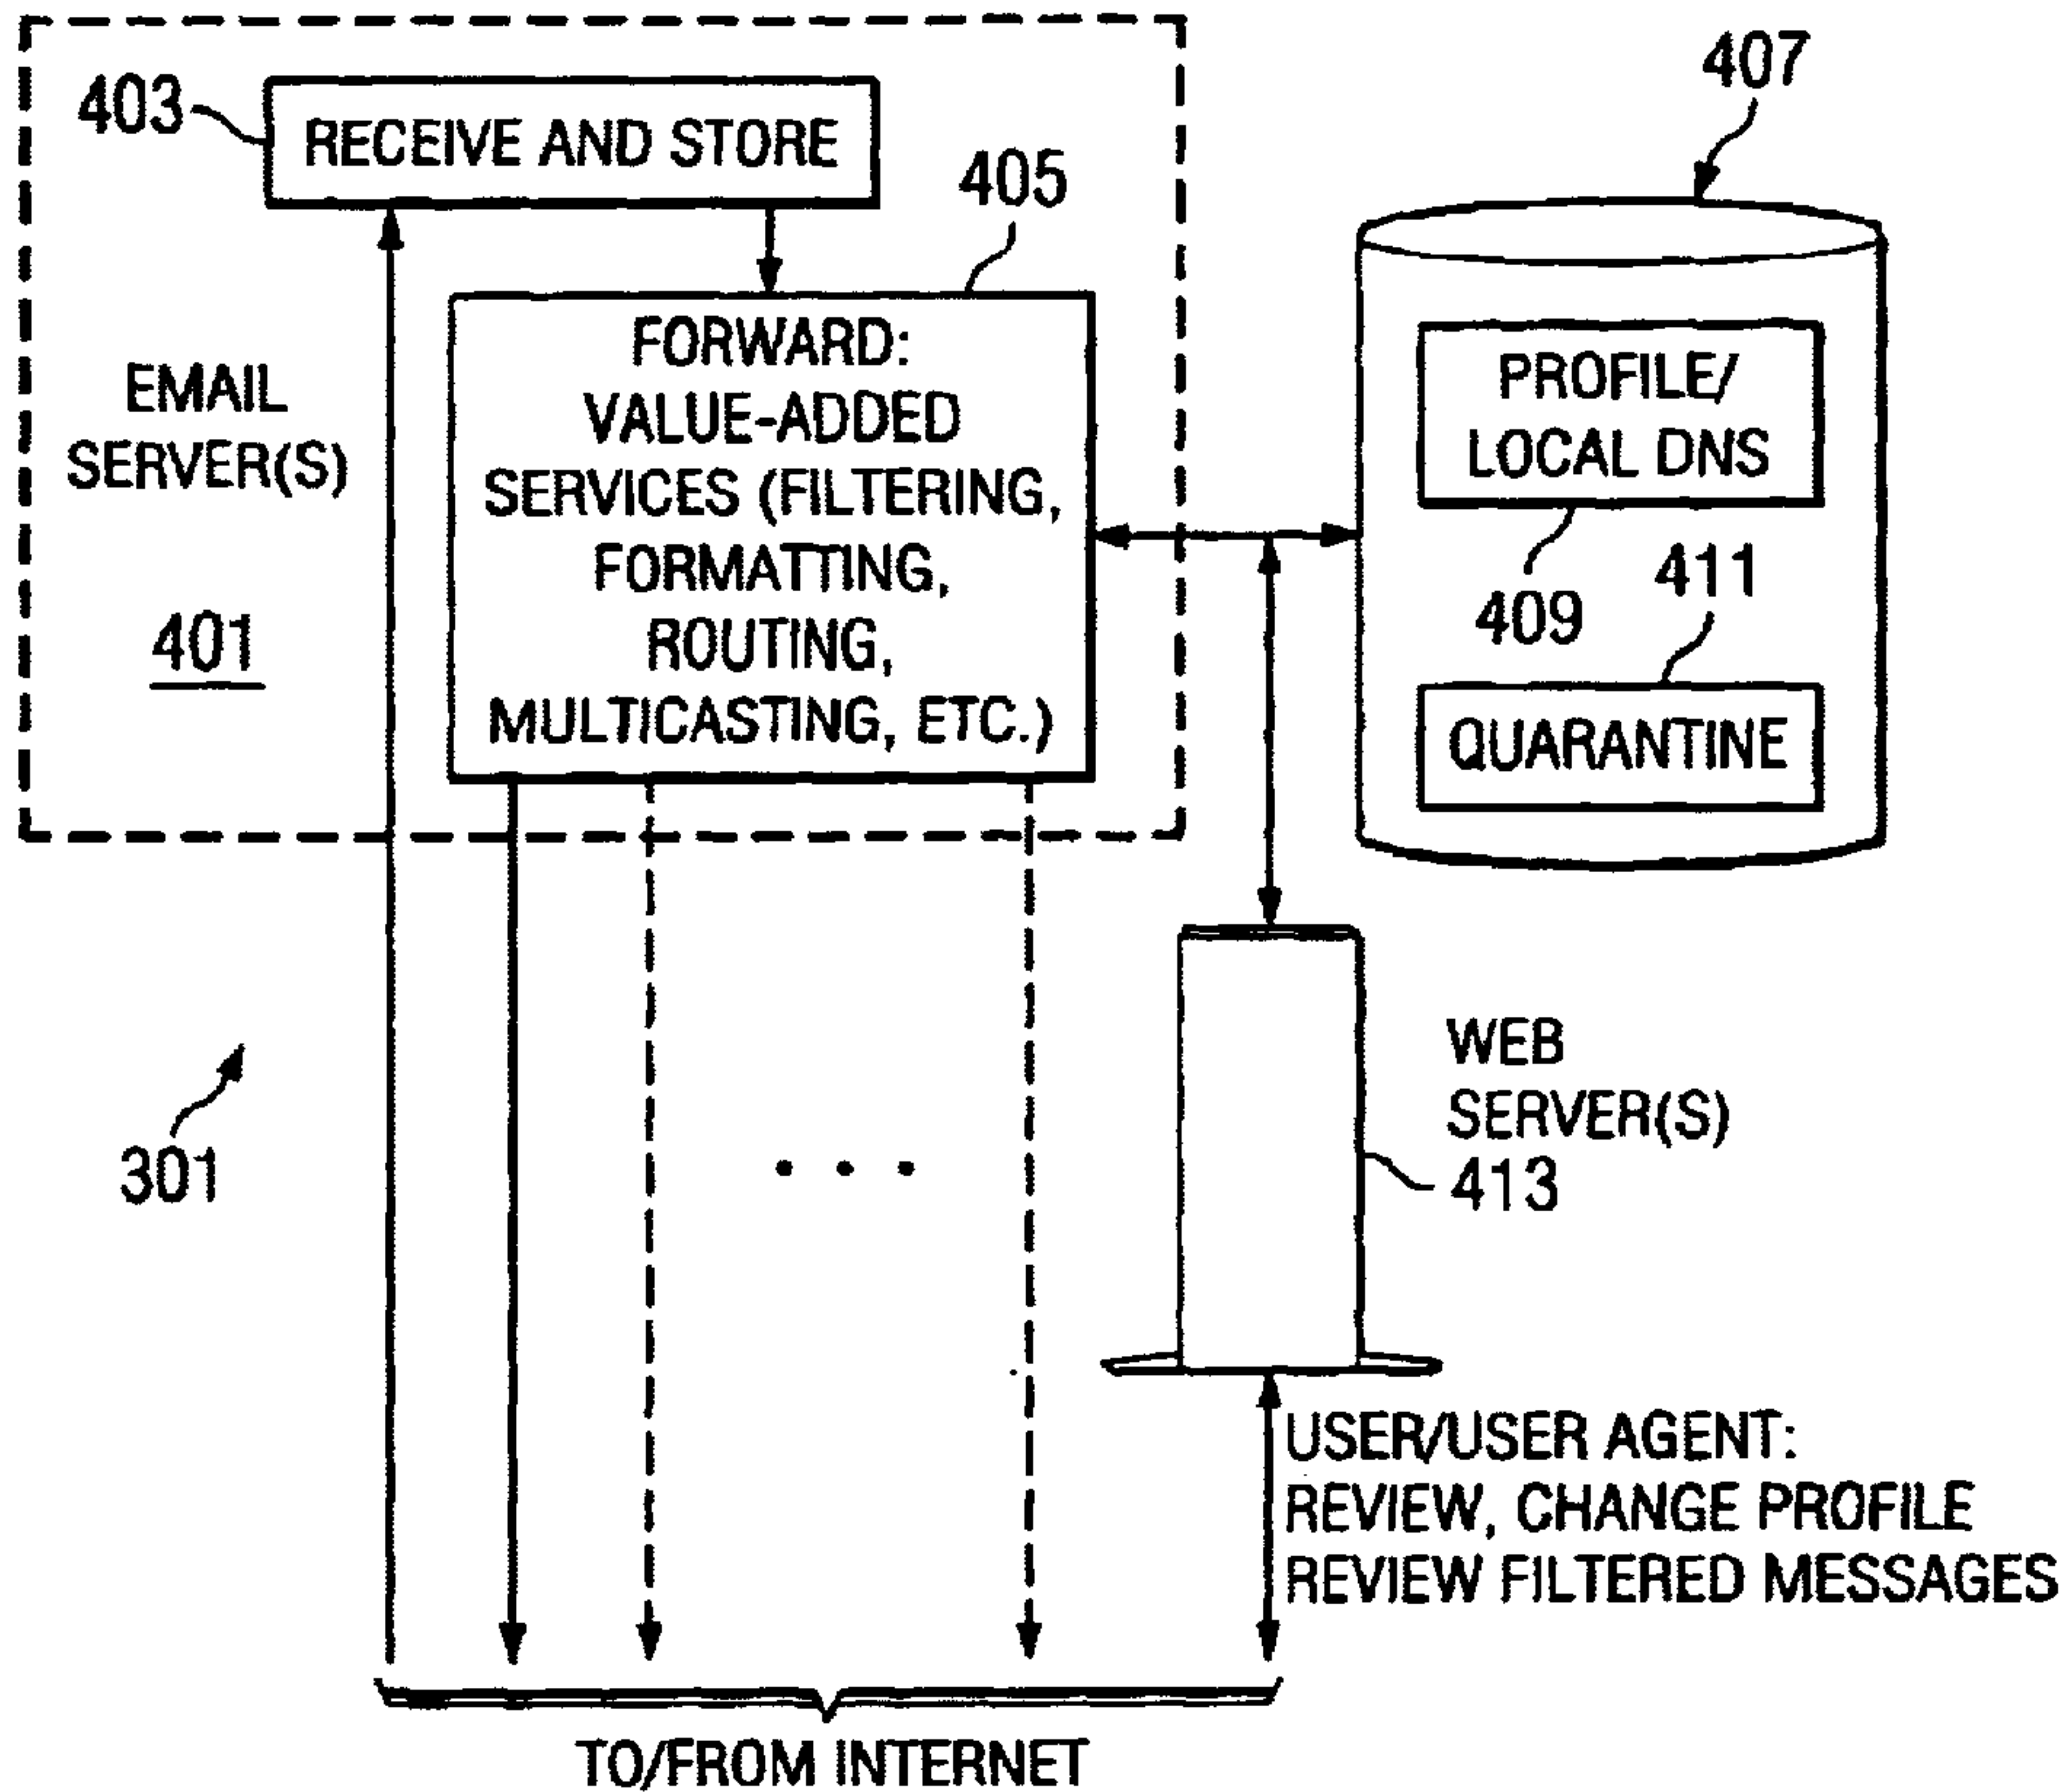 403
RECEIVE AND STORE
405
407
EMAIL
SERVER(S)
401
FORWARD:
VALUE-ADDED
SERVICES (FILTERING,
FORMATTING,
ROUTING,
MULTICASTING, ETC.)
PROFILE/
LOCAL DNS
409
411
QUARANTINE
301
. . .
WEB
SERVER(S)
413
USER/USER AGENT:
REVIEW, CHANGE PROFILE
REVIEW FILTERED MESSAGES
TO/FROM INTERNET